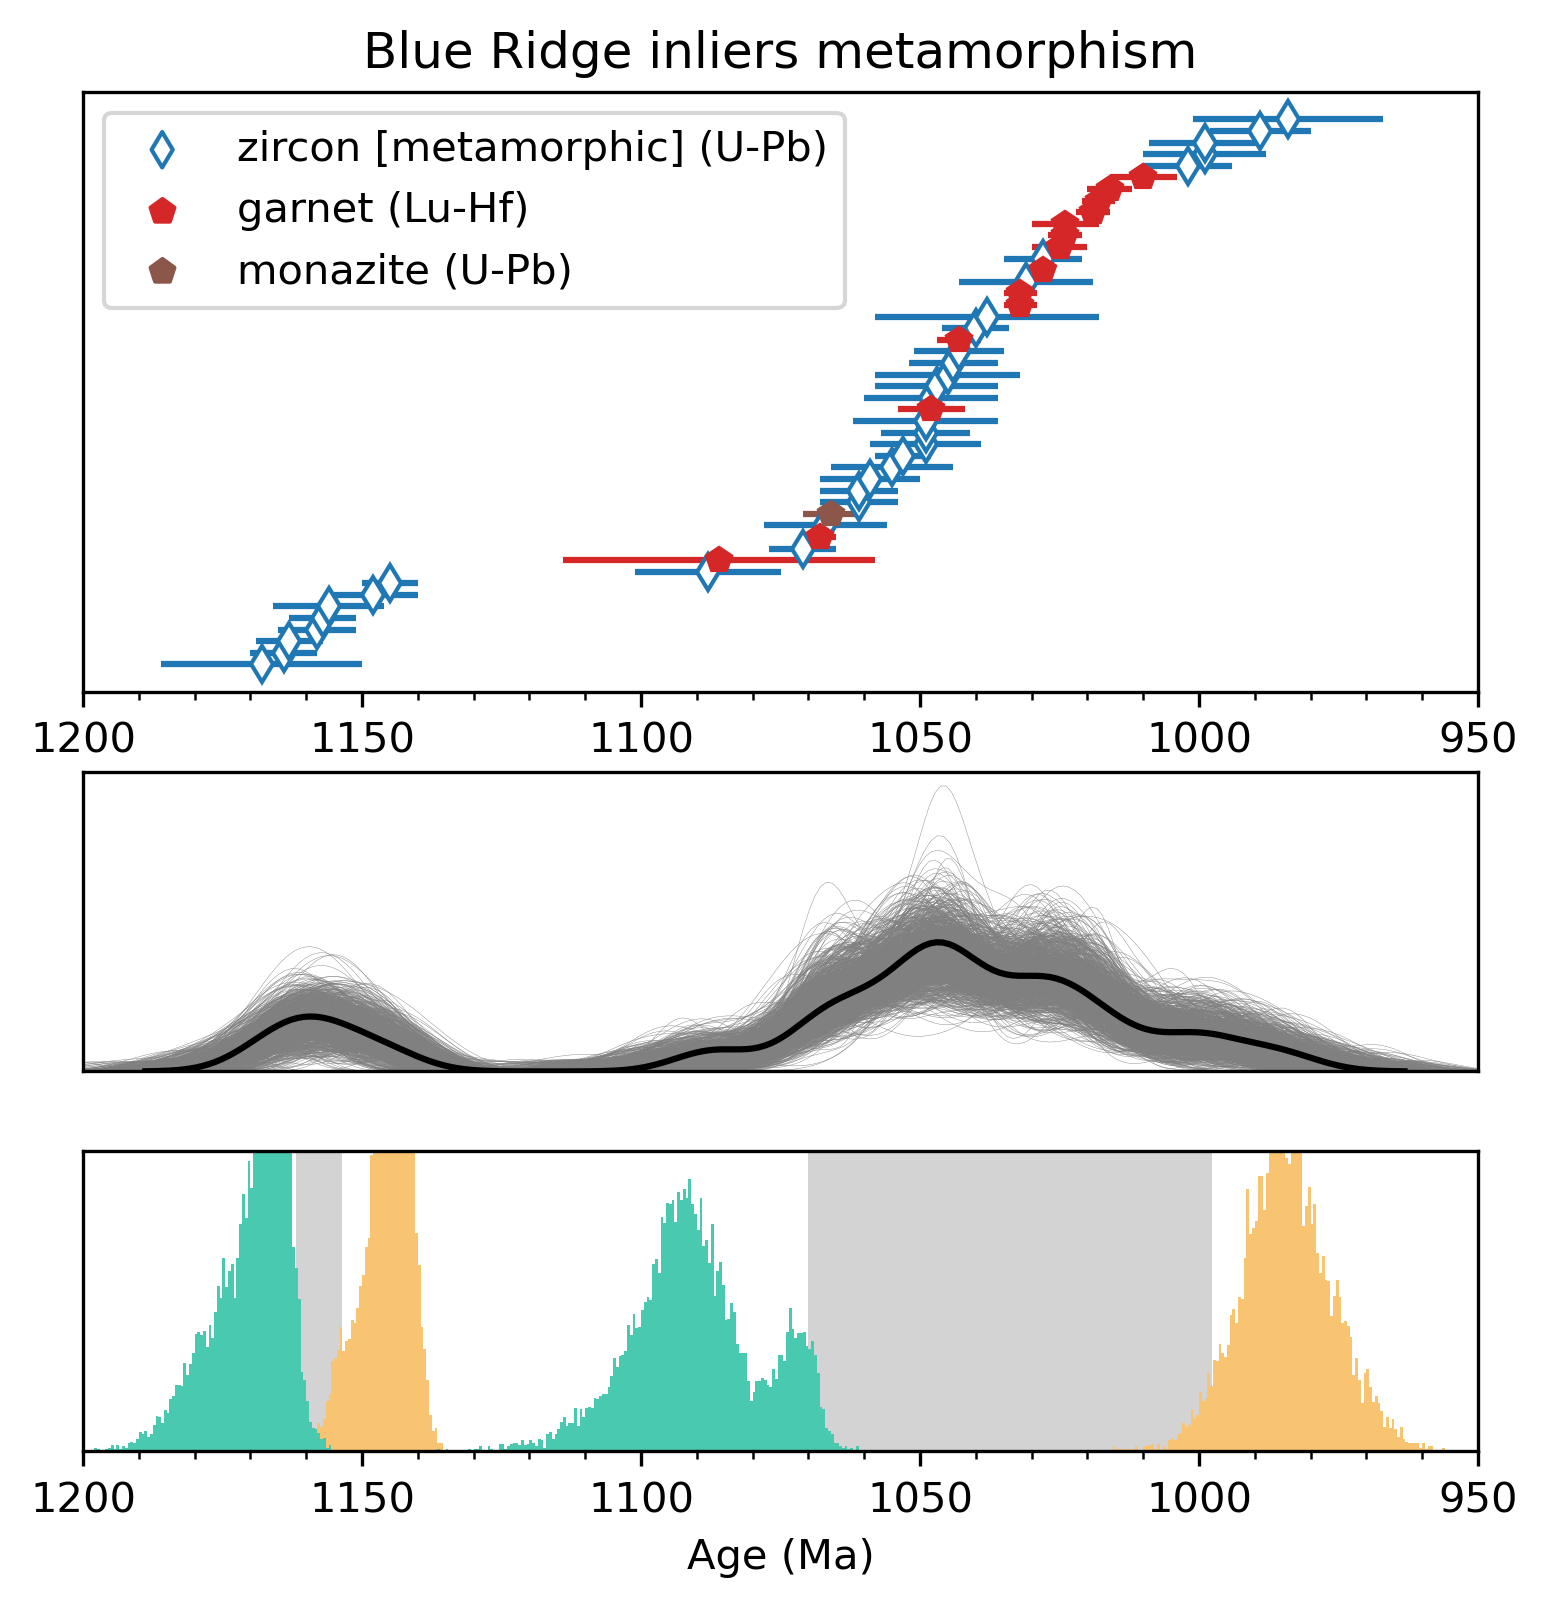 Blue Ridge inliers metamorphism
zircon [metamorphic] (U-Pb)
garnet (Lu-Hf)
monazite (U-Pb)
1200 1150 1100 1050 1000 950
1200 1150 1100 1050 1000 950
Age (Ma)